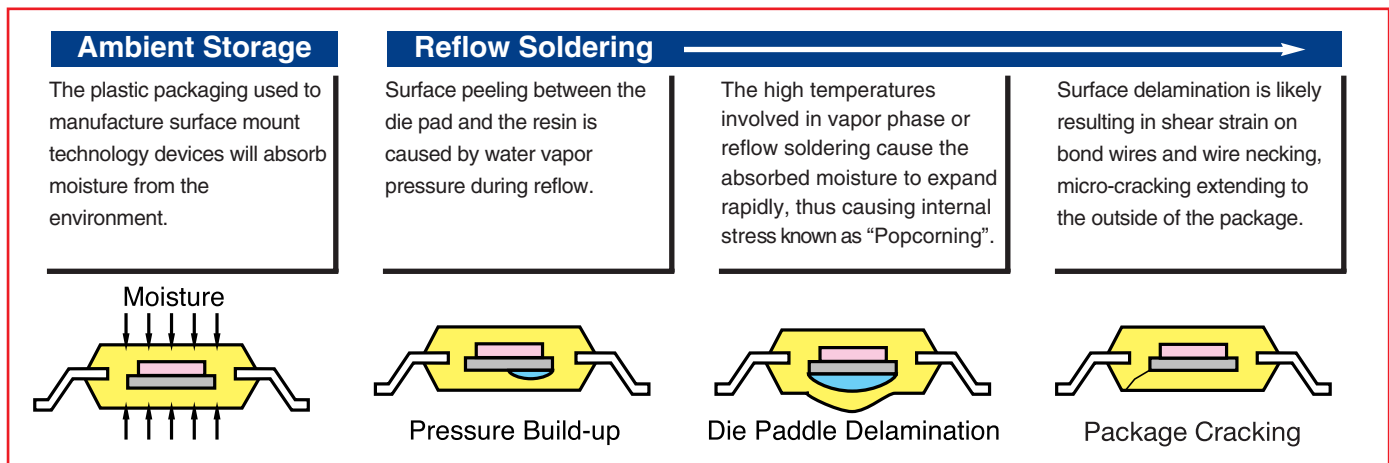 Ambient Storage
Reflow Soldering
The plastic packaging used to
manufacture surface mount
technology devices will absorb
moisture from the
environment.
Surface peeling between the
die pad and the resin is
caused by water vapor
pressure during reflow.
The high temperatures
involved in vapor phase or
reflow soldering cause the
absorbed moisture to expand
rapidly, thus causing internal
stress known as “Popcorning”.
Surface delamination is likely
resulting in shear strain on
bond wires and wire necking,
micro-cracking extending to
the outside of the package.
Moisture
Pressure Build-up
Die Paddle Delamination
Package Cracking